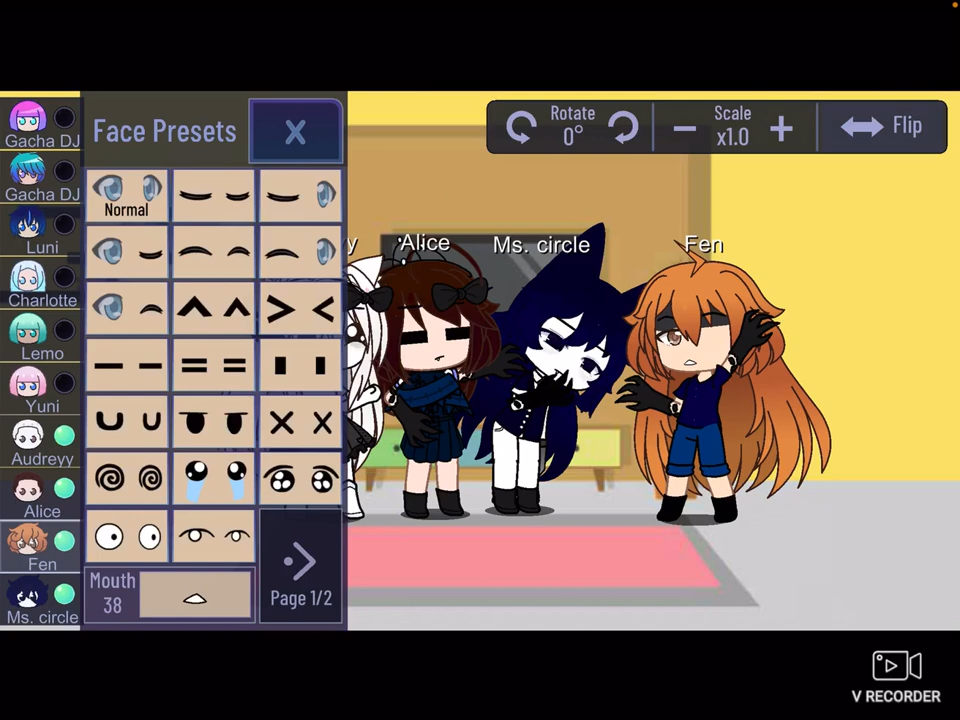 Gacha DJ
Gacha DJ
Luni
Charlotte
Lemo
Yuni
Audreyy
Alice
Fen
Ms. circle
Face Presets
X
Normal
Mouth
38
Page 1/2
Rotate
0°
Scale
x1.0
Flip
y
Alice
Ms. circle
Fen
V RECORDER